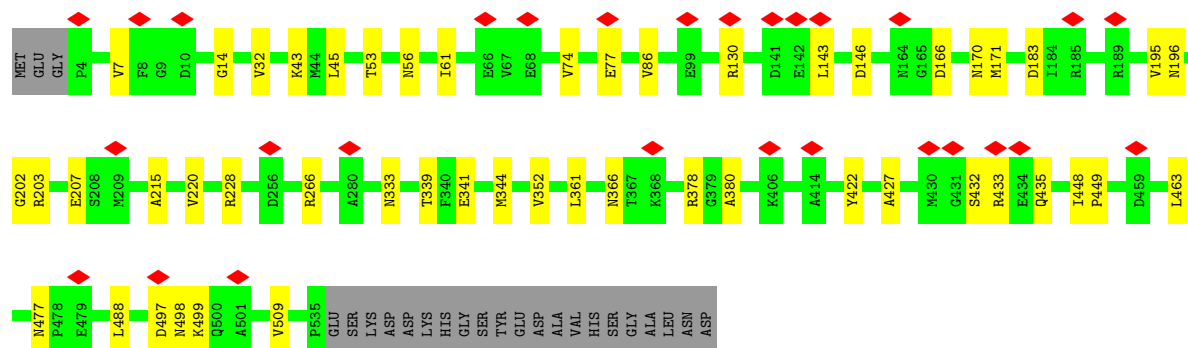 MET GLU GLY P4 V7 F8 G9 D10 G14 V32 K43 M44 L45 T53 N56 I61 E66 V67 E68 V74 E77 V86 E99 R130 D141 E142 L143 D146 N164 G165 D166 N170 M171 D183 I184 R185 R189 V195 N196
G202 R203 E207 S208 M209 A215 V220 R228 D256 R266 A280 N333 T339 F340 E341 M344 V352 L361 N366 T367 K368 R378 G379 A380 K406 A414 Y422 A427 M430 G431 S432 R433 E434 Q435 I448 P449 D459 L463
N477 P478 E479 L488 D497 N498 K499 Q500 A501 V509 P535 GLU SER LYS ASP ASP LYS HIS GLY SER TYR GLU ASP ALA VAL HIS SER GLY ALA LEU ASN ASP